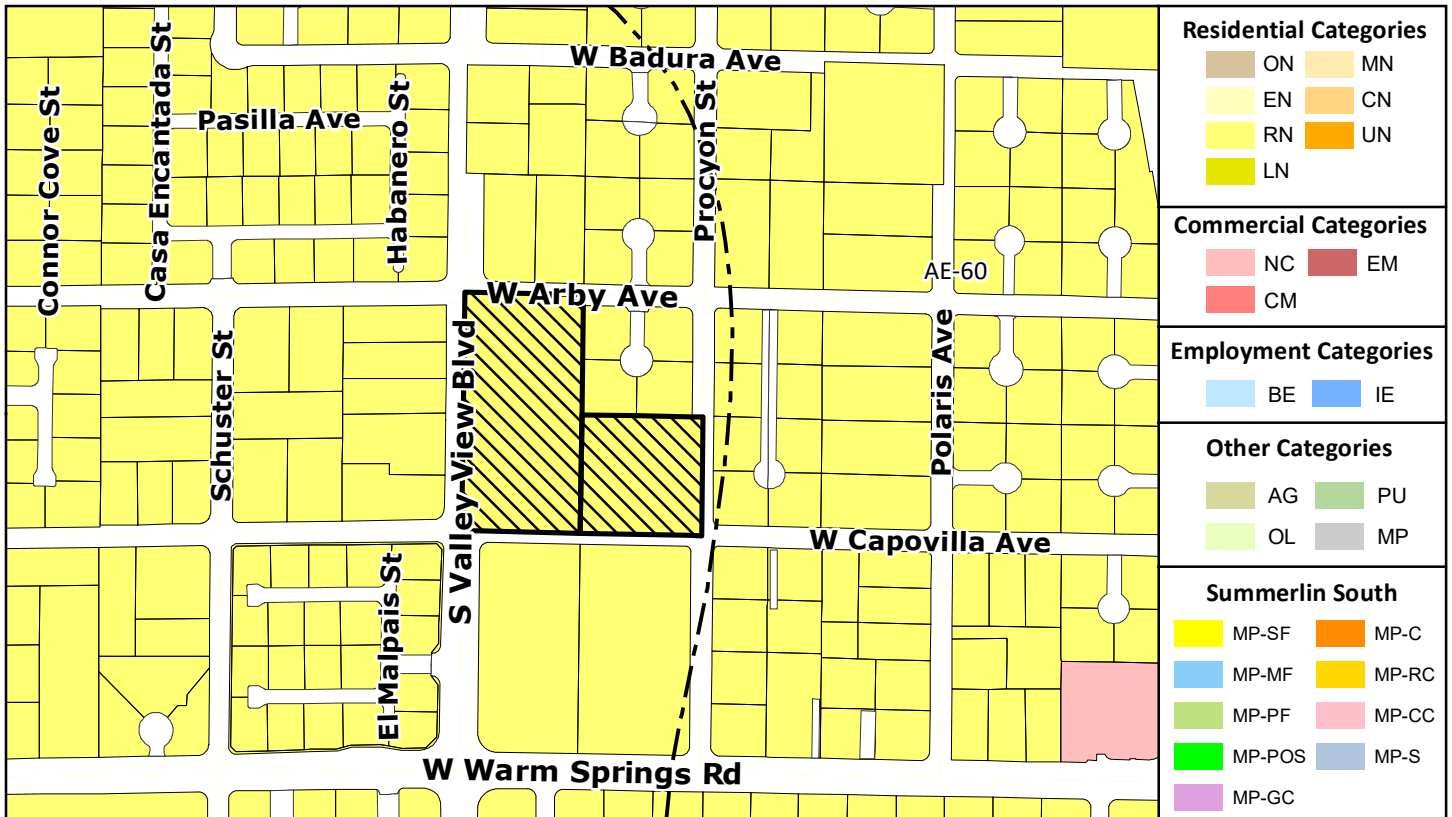 W Badura Ave
Connor Cove St
Casa Encantada St
Pasilla Ave
Habanero St
Procyon St
AE-60
W Arby Ave
Schuster St
S Valley View Blvd
Polaris Ave
W Capovilla Ave
El Malpais St
W Warm Springs Rd
Residential Categories
ON MN
EN CN
RN UN
LN
Commercial Categories
NC EM
CM
Employment Categories
BE IE
Other Categories
AG PU
OL MP
Summerlin South
MP-SF MP-C
MP-MF MP-RC
MP-PF MP-CC
MP-POS MP-S
MP-GC